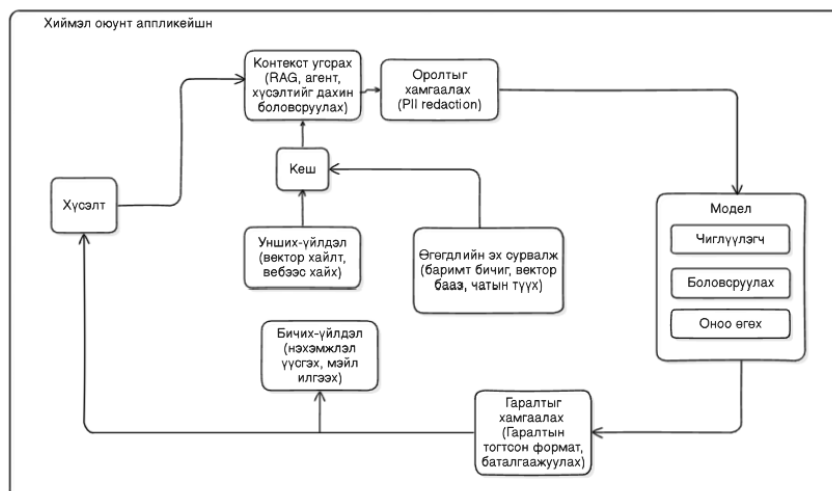 Хиймэл оюунт аппликейшн
Контекст угсрах
(RAG, агент,
хүсэлтийг дахин
боловсруулах)
Оролтыг
хамгаалах
(PII redaction)
Хүсэлт
Кеш
Унших-үйлдэл
(вектор хайлт,
вебээс хайх)
Өгөгдлийн эх сурвалж
(баримт бичиг, вектор
бааз, чатын түүх)
Модел
Чиглүүлэгч
Боловсруулах
Оноо өгөх
Бичих-үйлдэл
(нэхэмжлэл
үүсгэх, мэйл
илгээх)
Гаралтыг
хамгаалах
(Гаралтын
тогтсон формат,
баталгаажуулах)